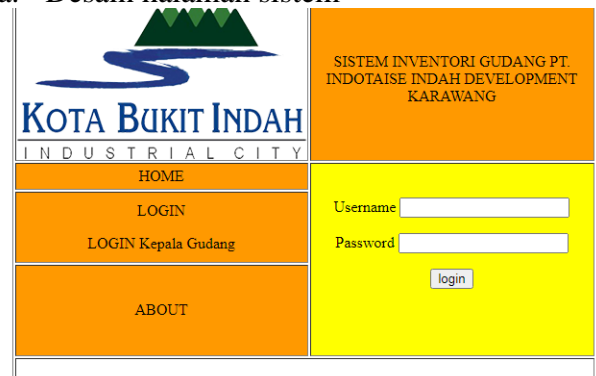 a. Desain halaman sistem
KOTA BUKIT INDAH
INDUSTRIAL CITY
SISTEM INVENTORI GUDANG PT.
INDOTAISE INDAH DEVELOPMENT
KARAWANG
HOME
LOGIN
LOGIN Kepala Gudang
ABOUT
Username
Password
login